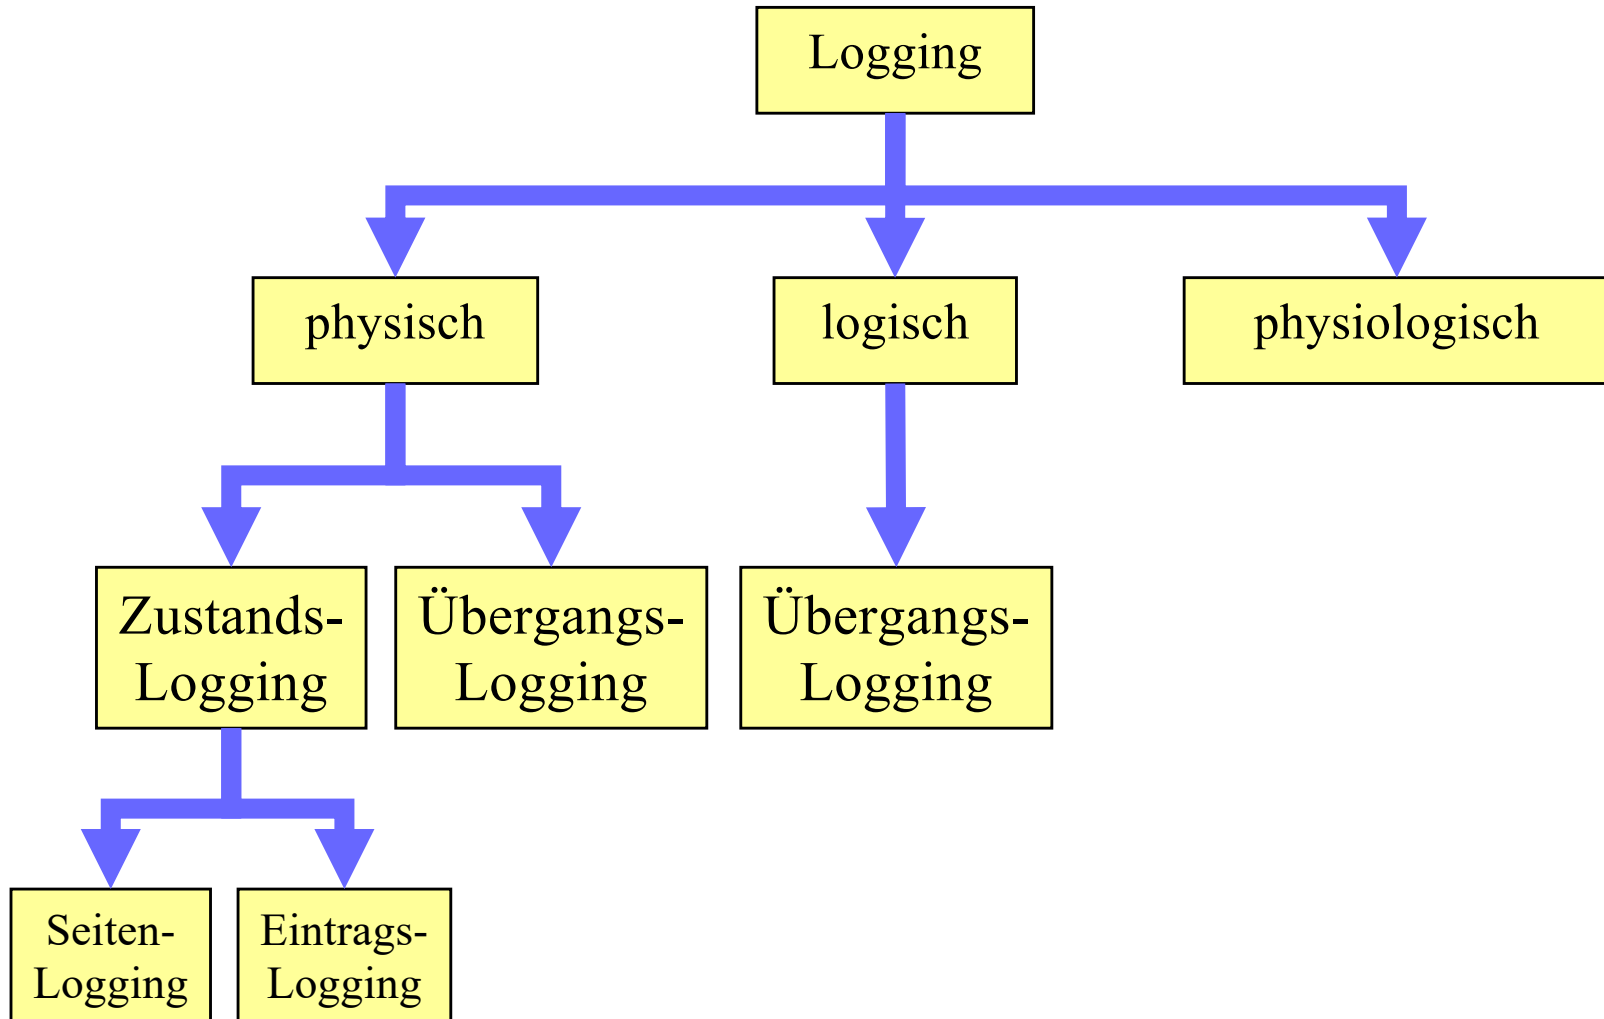 Logging
physisch
logisch
physiologisch
Zustands-
Logging
Übergangs-
Logging
Übergangs-
Logging
Seiten-
Logging
Eintrags-
Logging